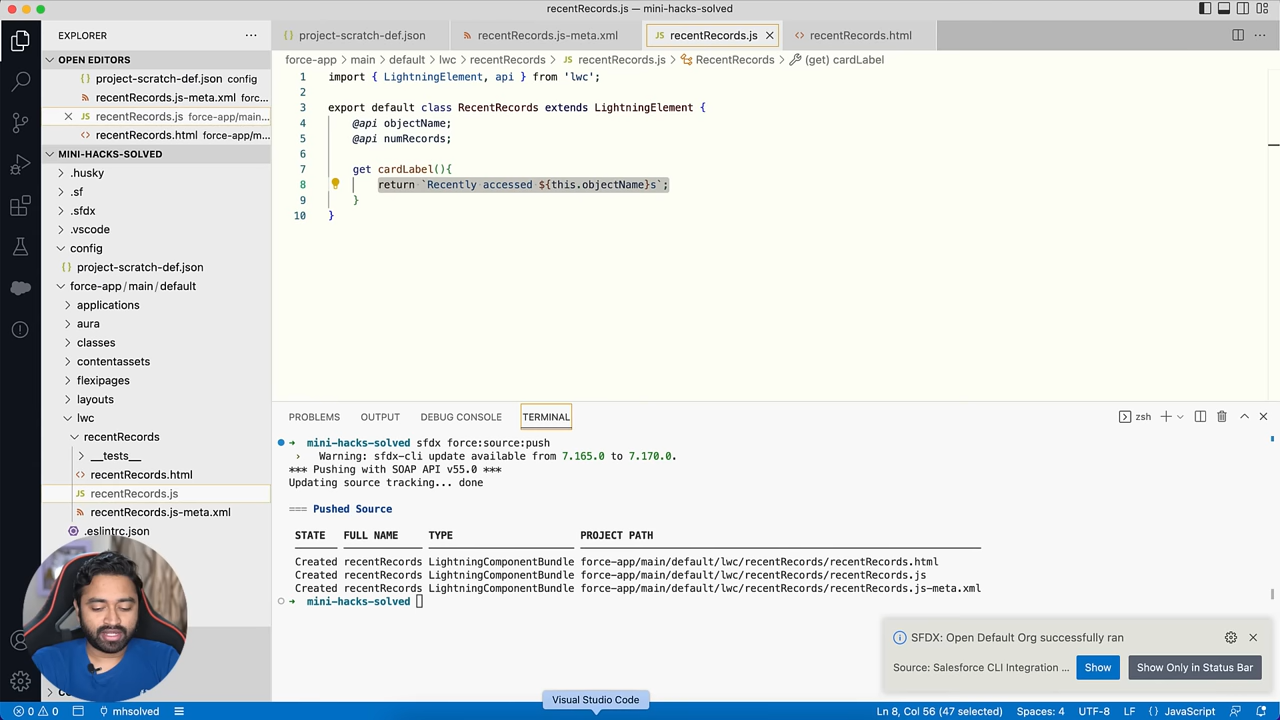 recentRecords.js — mini-hacks-solved
EXPLORER
OPEN EDITORS
project-scratch-def.json config
recentRecords.js-meta.xml forc...
recentRecords.js force-app/main...
recentRecords.html force-app/m...
MINI-HACKS-SOLVED
.husky
.sf
.sfdx
.vscode
config
project-scratch-def.json
force-app/main/default
applications
aura
classes
contentassets
flexipages
layouts
lwc
recentRecords
__tests__
recentRecords.html
recentRecords.js
recentRecords.js-meta.xml
.eslintrc.json
project-scratch-def.json
recentRecords.js-meta.xml
recentRecords.js
recentRecords.html
force-app > main > default > lwc > recentRecords > JS recentRecords.js > RecentRecords > (get) cardLabel
1 import { LightningElement, api } from 'lwc';
2
3 export default class RecentRecords extends LightningElement {
4 @api objectName;
5 @api numRecords;
6
7 get cardLabel(){
8 return `Recently accessed ${this.objectName}s`;
9 }
10 }
PROBLEMS OUTPUT DEBUG CONSOLE TERMINAL
zsh
mini-hacks-solved sfdx force:source:push
› Warning: sfdx-cli update available from 7.165.0 to 7.170.0.
*** Pushing with SOAP API v55.0 ***
Updating source tracking... done
=== Pushed Source
STATE FULL NAME TYPE PROJECT PATH
Created recentRecords LightningComponentBundle force-app/main/default/lwc/recentRecords/recentRecords.html
Created recentRecords LightningComponentBundle force-app/main/default/lwc/recentRecords/recentRecords.js
Created recentRecords LightningComponentBundle force-app/main/default/lwc/recentRecords/recentRecords.js-meta.xml
mini-hacks-solved
SFDX: Open Default Org successfully ran
Source: Salesforce CLI Integration ...
Show
Show Only in Status Bar
Visual Studio Code
0 0 mhsolved
Ln 8, Col 56 (47 selected) Spaces: 4 UTF-8 LF {} JavaScript